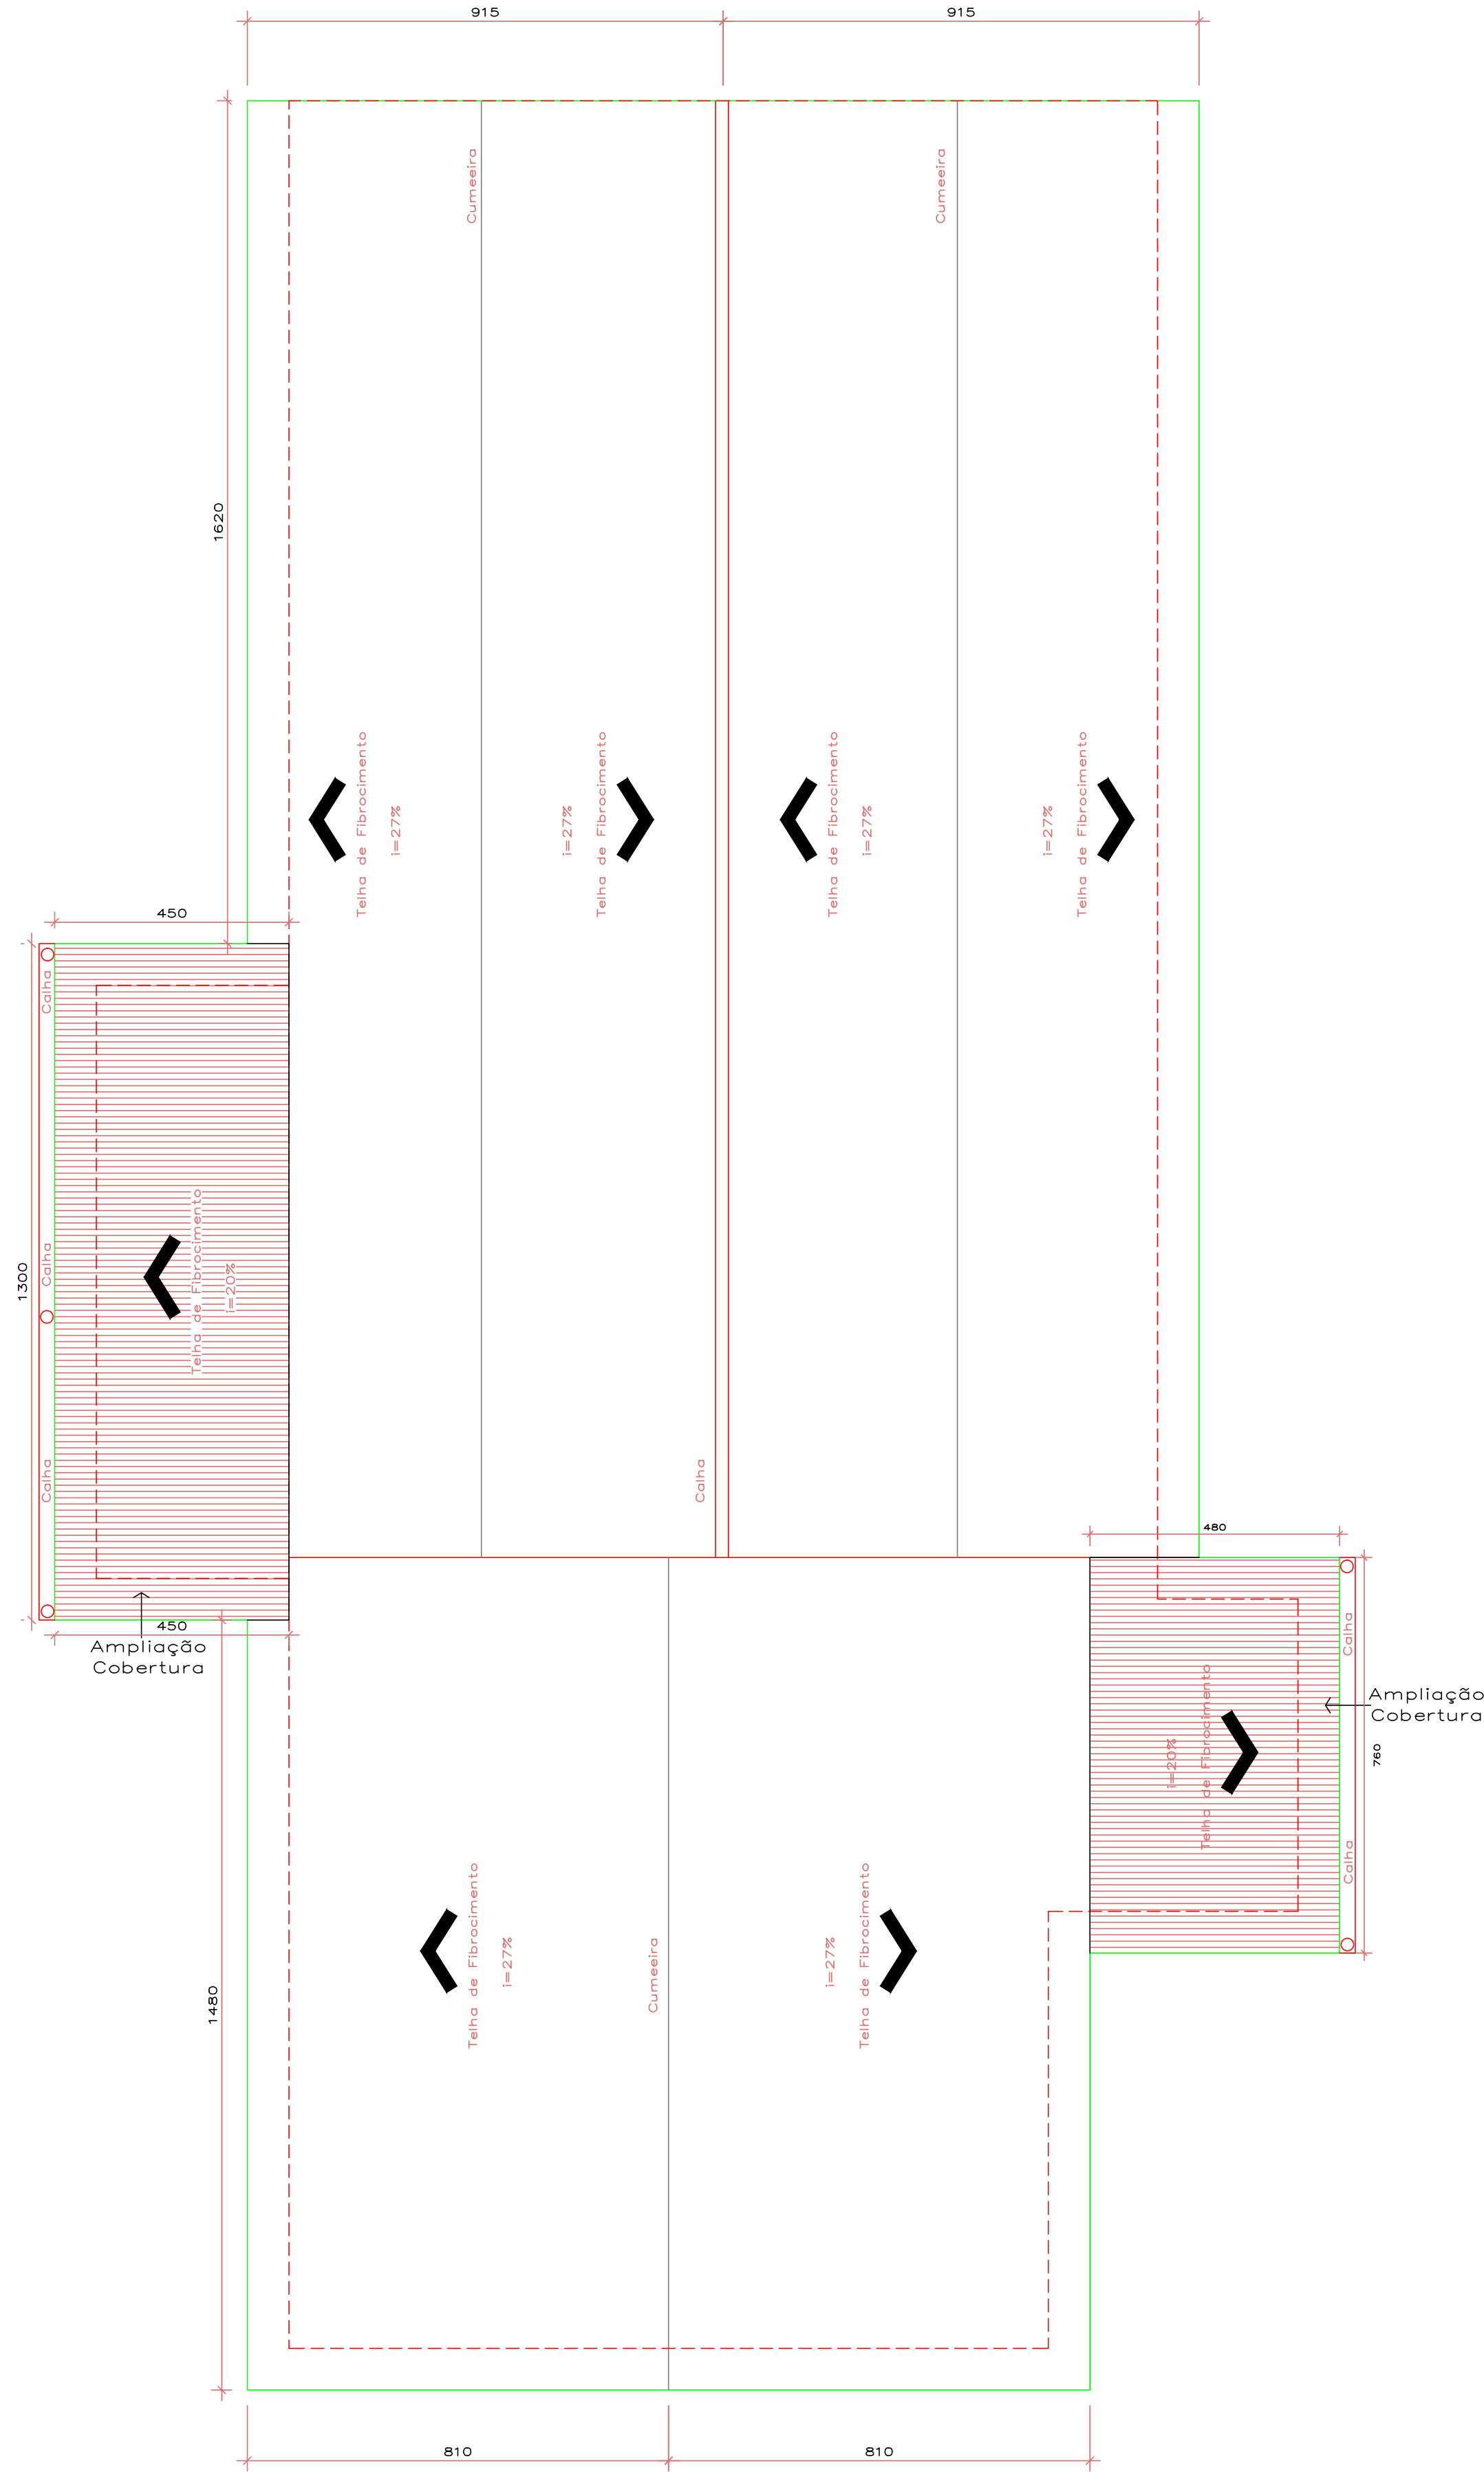 915
915
Cumeeira
Cumeeira
1620
Telha de Fibrocimento
i=27%
i=27%
Telha de Fibrocimento
Telha de Fibrocimento
i=27%
i=27%
Telha de Fibrocimento
450
Calha
1300
Calha
Telha de Fibrocimento
i=20%
Calha
Calha
480
450
Ampliação
Cobertura
Calha
Ampliação
Cobertura
760
i=20%
Telha de Fibrocimento
Calha
1480
Telha de Fibrocimento
i=27%
Cumeeira
i=27%
Telha de Fibrocimento
810
810